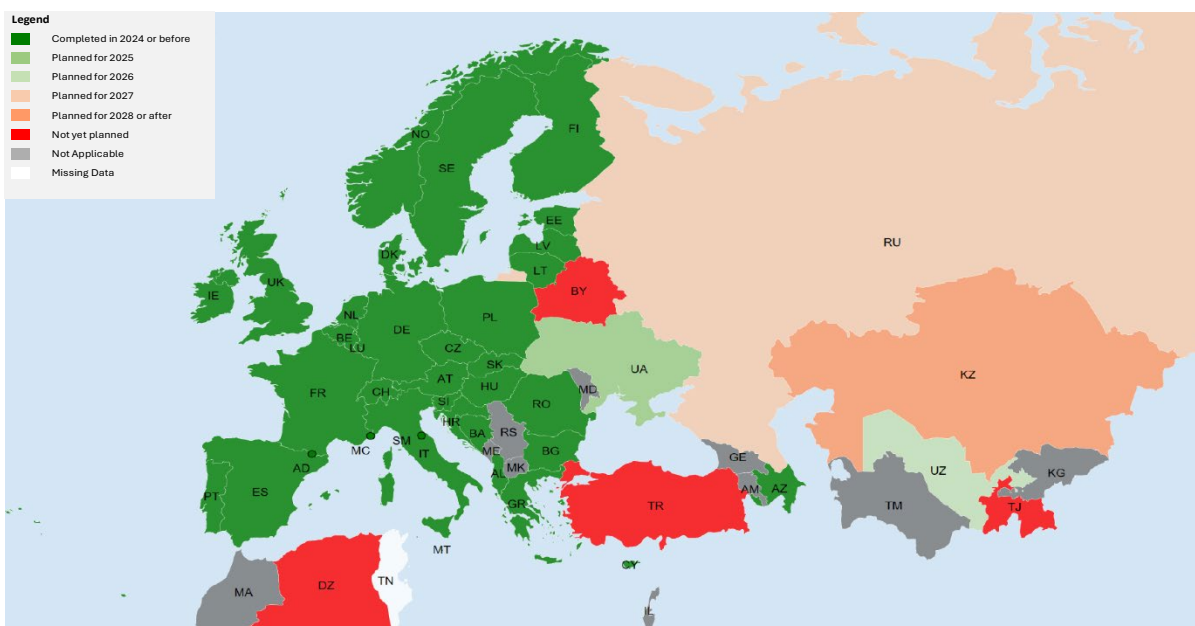 Legend
Completed in 2024 or before
Planned for 2025
Planned for 2026
Planned for 2027
Planned for 2028 or after
Not yet planned
Not Applicable
Missing Data
NO
FI
SE
EE
RU
LV
DK
LT
IE
UK
BY
NL
PL
DE
BE
LU
CZ
SK
UA
KZ
AT
HU
MD
FR
CH
SI
RO
HR
BA
RS
SM
IT
ME
BG
MC
GE
AD
MK
AL
UZ
KG
PT
ES
AM
AZ
GR
TR
TM
TJ
MT
CY
TN
DZ
MA
IL